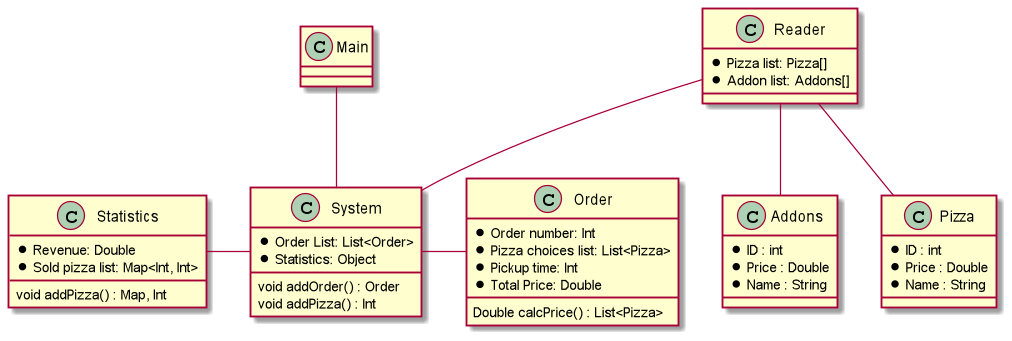 C Main
C Reader
Pizza list: Pizza[]
Addon list: Addons[]
C Statistics
Revenue: Double
Sold pizza list: Map<Int, Int>
void addPizza() : Map, Int
C System
Order List: List<Order>
Statistics: Object
void addOrder() : Order
void addPizza() : Int
C Order
Order number: Int
Pizza choices list: List<Pizza>
Pickup time: Int
Total Price: Double
Double calcPrice() : List<Pizza>
C Addons
ID : int
Price : Double
Name : String
C Pizza
ID : int
Price : Double
Name : String